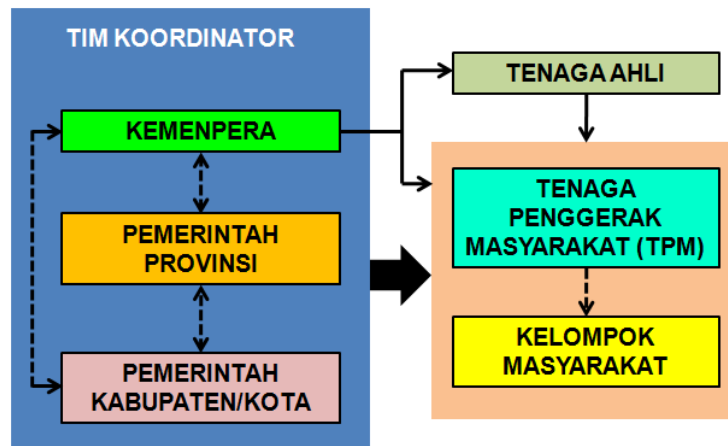 TIM KOORDINATOR
KEMENPERA
PEMERINTAH
PROVINSI
PEMERINTAH
KABUPATEN/KOTA
TENAGA AHLI
TENAGA
PENGGERAK
MASYARAKAT (TPM)
KELOMPOK
MASYARAKAT